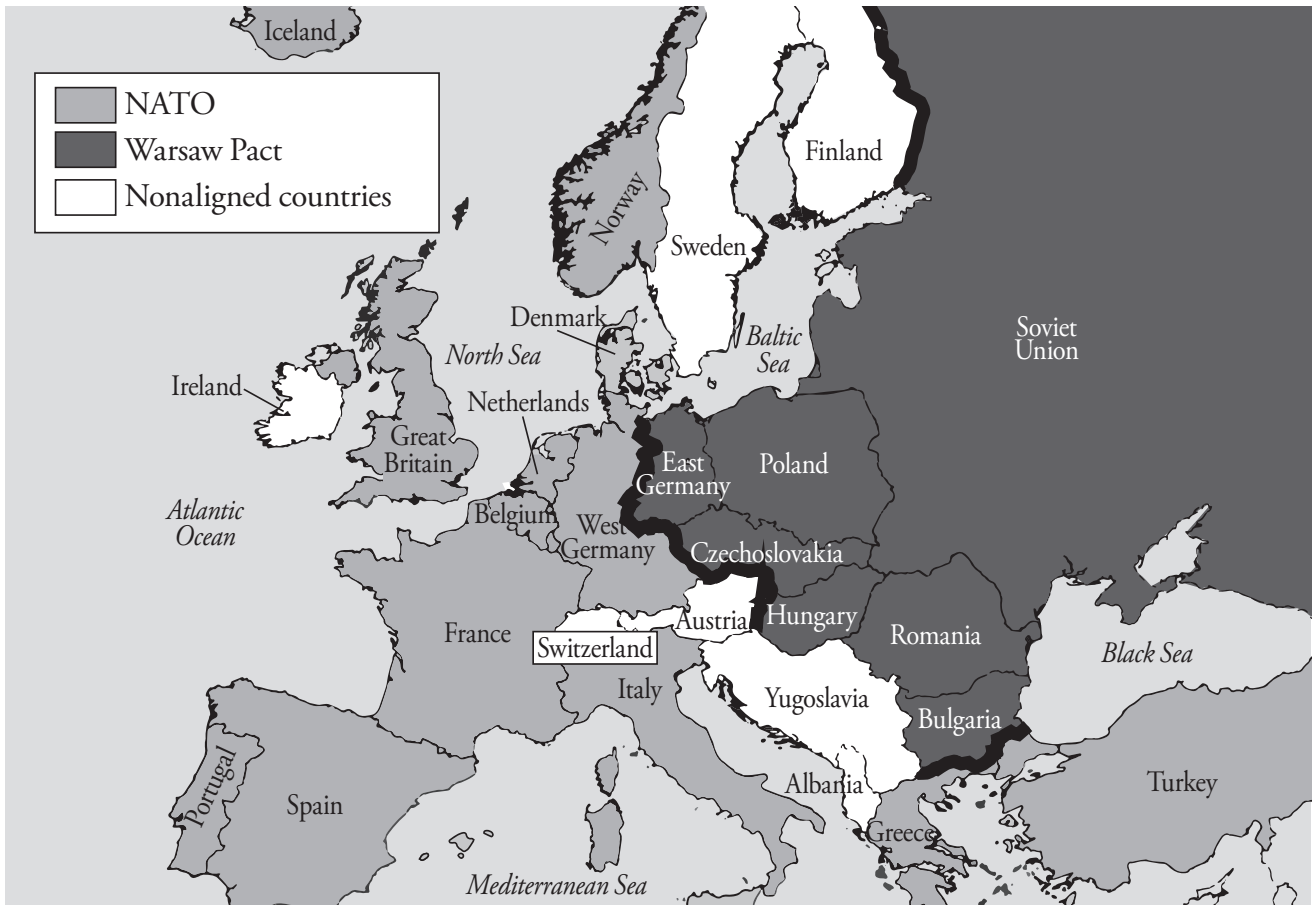 Iceland
NATO
Warsaw Pact
Nonaligned countries
Finland
Norway
Sweden
Denmark
Baltic
Sea
Soviet
Union
North Sea
Ireland
Netherlands
Great
Britain
East
Germany
Poland
Atlantic
Ocean
Belgium
West
Germany
Czechoslovakia
France
Switzerland
Austria
Hungary
Romania
Black Sea
Italy
Yugoslavia
Bulgaria
Portugal
Spain
Albania
Turkey
Greece
Mediterranean Sea